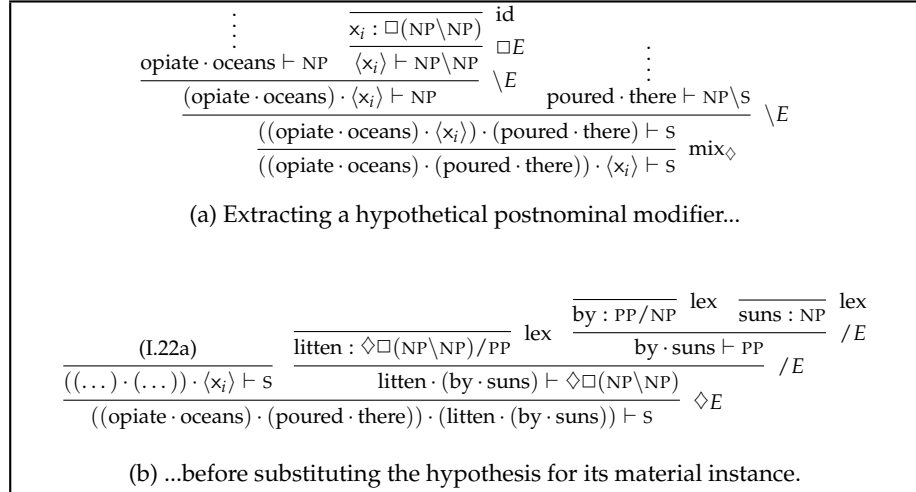 x_i : □(NP\NP) id
opiate · oceans ⊢ NP ⟨x_i⟩ ⊢ NP\NP □E
(opiate · oceans) · ⟨x_i⟩ ⊢ NP \E poured · there ⊢ NP\S
((opiate · oceans) · ⟨x_i⟩) · (poured · there) ⊢ S \E
((opiate · oceans) · (poured · there)) · ⟨x_i⟩ ⊢ S mix◇
(a) Extracting a hypothetical postnominal modifier...
by : PP/NP lex suns : NP lex
(I.22a) litten : ◇□(NP\NP)/PP lex by · suns ⊢ PP /E
((...) · (...)) · ⟨x_i⟩ ⊢ S litten · (by · suns) ⊢ ◇□(NP\NP) /E
((opiate · oceans) · (poured · there)) · (litten · (by · suns)) ⊢ S ◇E
(b) ...before substituting the hypothesis for its material instance.